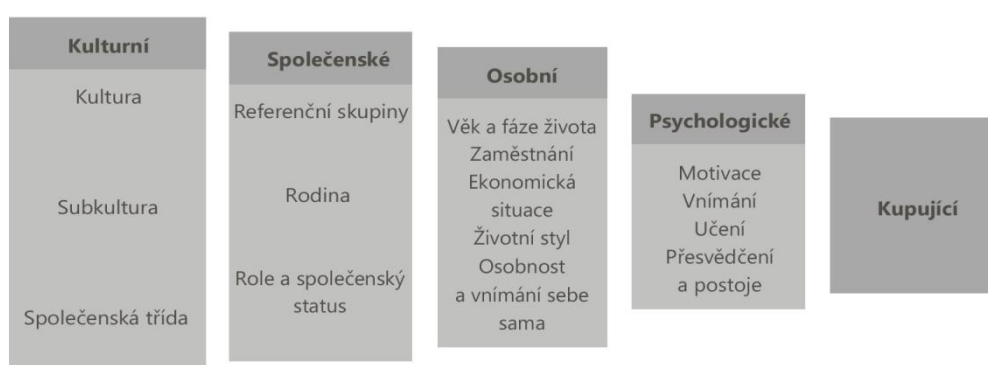 Kulturní
Kultura
Subkultura
Společenská třída
Společenské
Referenční skupiny
Rodina
Role a společenský
status
Osobní
Věk a fáze života
Zaměstnání
Ekonomická
situace
Životní styl
Osobnost
a vnímání sebe
sama
Psychologické
Motivace
Vnímání
Učení
Přesvědčení
a postoje
Kupující